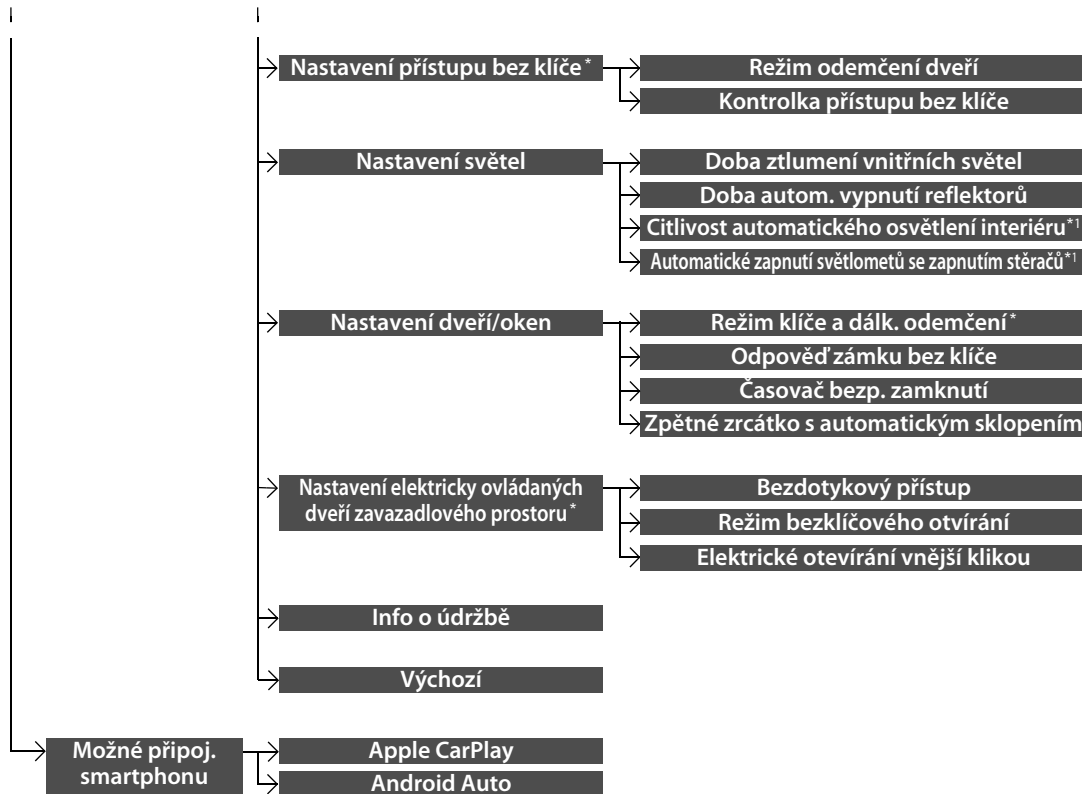 Nastavení přístupu bez klíče*
Režim odemčení dveří
Kontrolka přístupu bez klíče
Nastavení světel
Doba ztlumení vnitřních světel
Doba autom. vypnutí reflektorů
Citlivost automatického osvětlení interiéru*1
Automatické zapnutí světlometů se zapnutím stěračů*1
Nastavení dveří/oken
Režim klíče a dálk. odemčení*
Odpověď zámku bez klíče
Časovač bezp. zamknutí
Zpětné zrcátko s automatickým sklopením
Nastavení elektricky ovládaných
dveří zavazadlového prostoru*
Bezdotykový přístup
Režim bezklíčového otvírání
Elektrické otevírání vnější klikou
Info o údržbě
Výchozí
Možné připoj.
smartphonu
Apple CarPlay
Android Auto